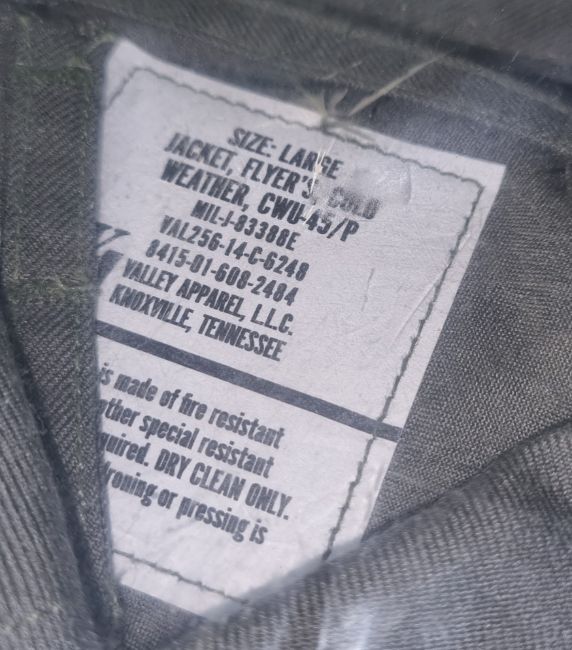 SIZE: LARGE
JACKET, FLYER'S, COLD
WEATHER, CWU-45/P
MIL-J-83388E
VAL256-14-C-6248
8415-01-608-2484
VALLEY APPAREL, L.L.C.
KNOXVILLE, TENNESSEE
is made of fire resistant
other special resistant
quired. DRY CLEAN ONLY.
ironing or pressing is